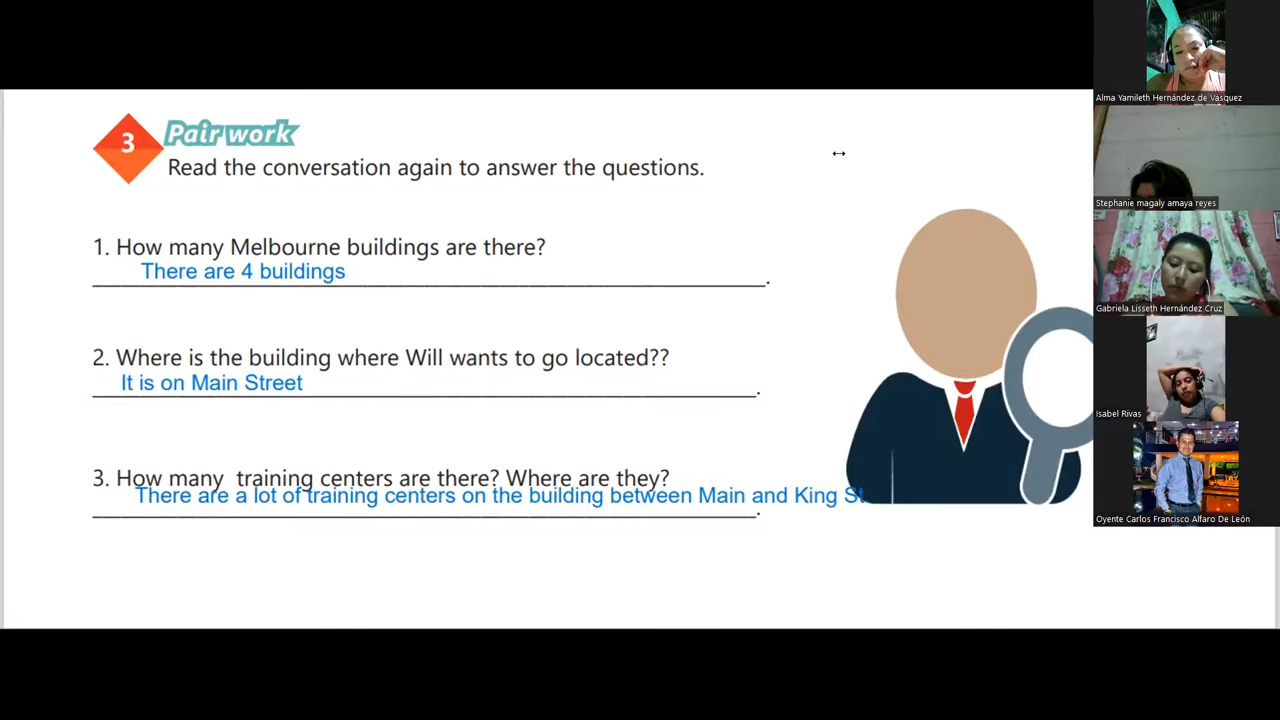 3
Pair work
Read the conversation again to answer the questions.
1. How many Melbourne buildings are there?
There are 4 buildings
2. Where is the building where Will wants to go located??
It is on Main Street
3. How many training centers are there? Where are they?
There are a lot of training centers on the building between Main and King St.
Alma Yamileth Hernández de Vasquez
Stephanie magaly amaya reyes
Gabriela Lisseth Hernández Cruz
Isabel Rivas
Oyente Carlos Francisco Alfaro De León